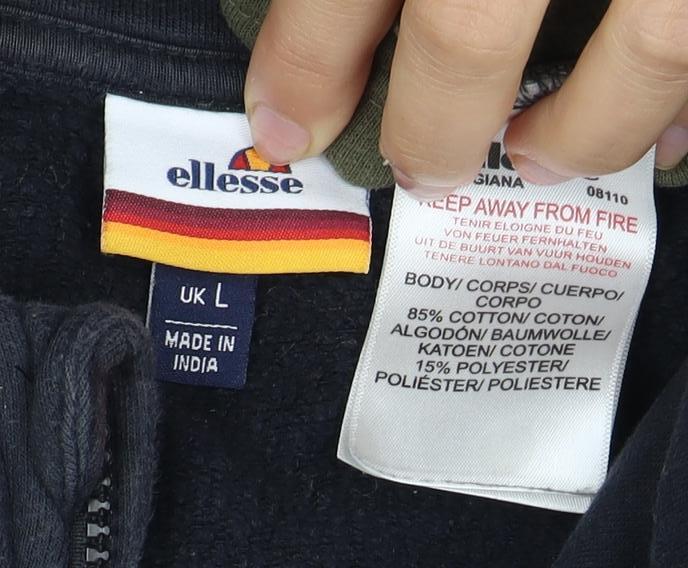 ellesse
UK L
MADE IN
INDIA
GIANA
08110
KEEP AWAY FROM FIRE
TENIR ELOIGNE DU FEU
VON FEUER FERNHALTEN
UIT DE BUURT VAN VUUR HOUDEN
TENERE LONTANO DAL FUOCO
BODY/ CORPS/ CUERPO/
CORPO
85% COTTON/ COTON/
ALGODÓN/ BAUMWOLLE/
KATOEN/ COTONE
15% POLYESTER/
POLIÉSTER/ POLIESTERE